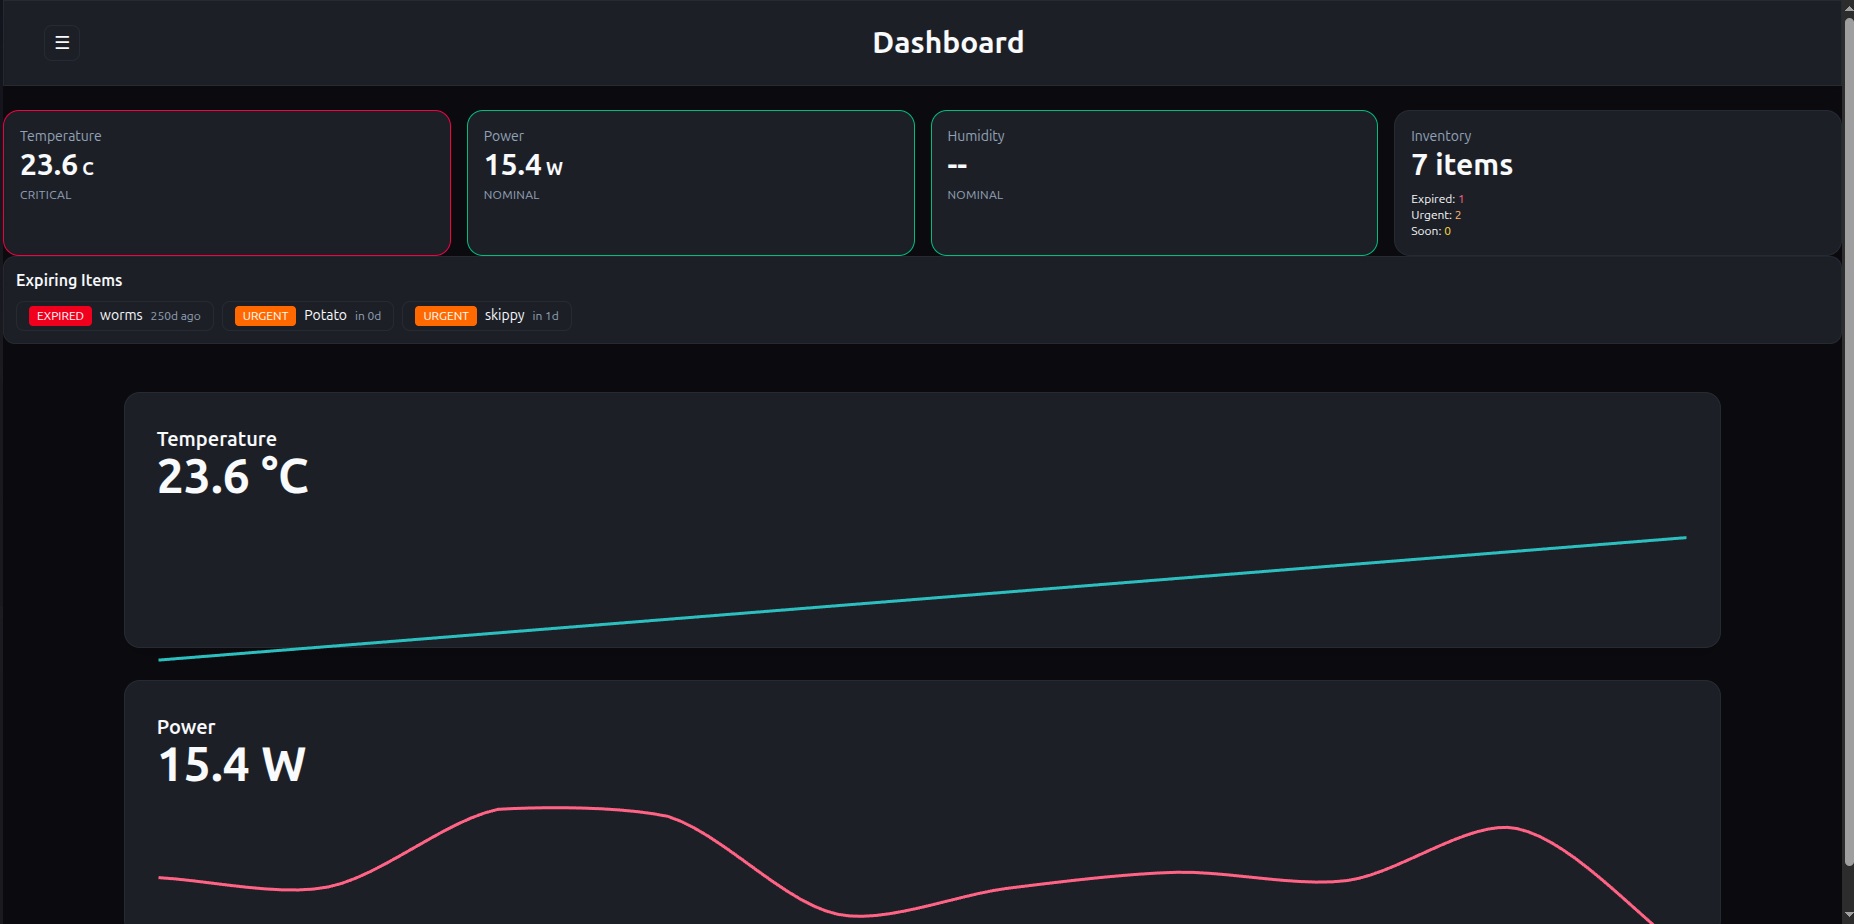 ☰ Dashboard
Temperature
23.6 C
CRITICAL
Power
15.4 W
NOMINAL
Humidity
--
NOMINAL
Inventory
7 items
Expired: 1
Urgent: 2
Soon: 0
Expiring Items
EXPIRED worms 250d ago URGENT Potato in 0d URGENT skippy in 1d
Temperature
23.6 °C
Power
15.4 W